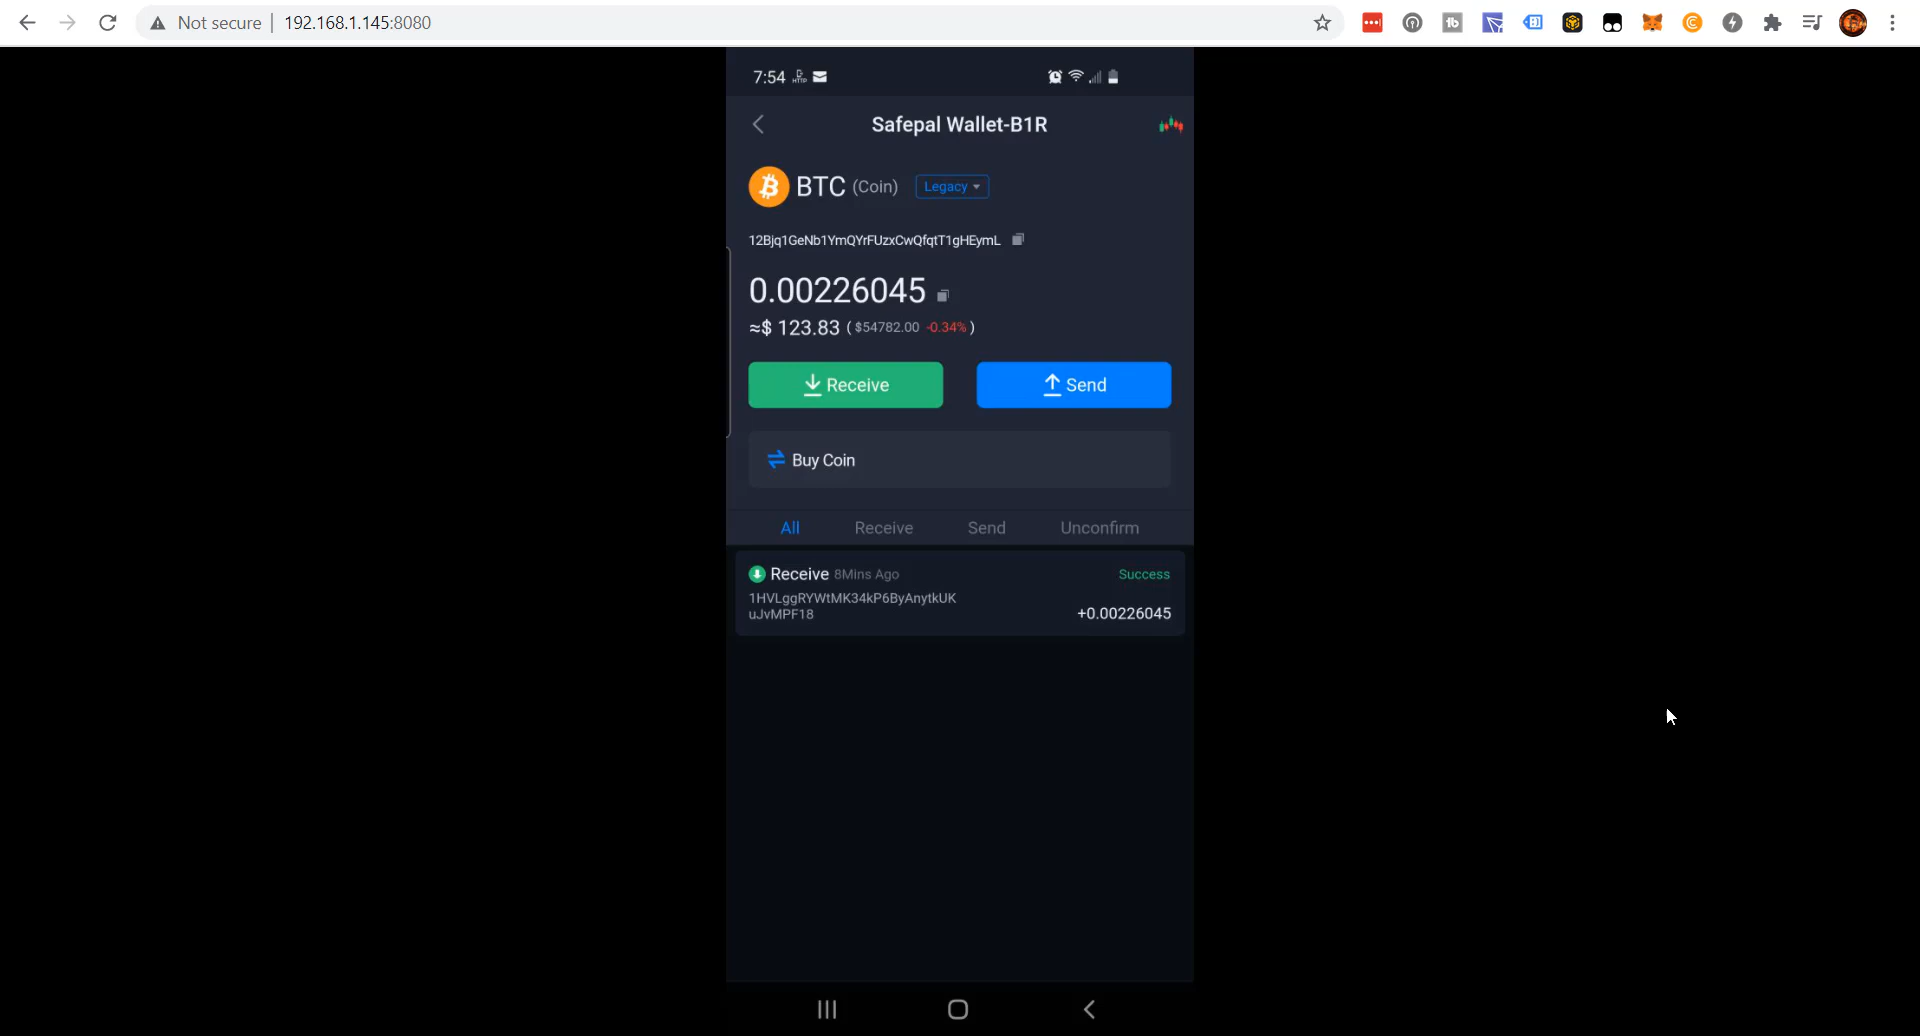 Not secure 192.168.1.145:8080
7:54
Safepal Wallet-B1R
BTC (Coin) Legacy
12Bjq1GeNb1YmQYrFUzxCwQfqtT1gHEymL
0.00226045
≈$ 123.83 ( $54782.00 -0.34% )
Receive Send
Buy Coin
All Receive Send Unconfirm
Receive 8Mins Ago Success
1HVLggRYWtMK34kP6ByAnytkUK
uJvMPF18 +0.00226045